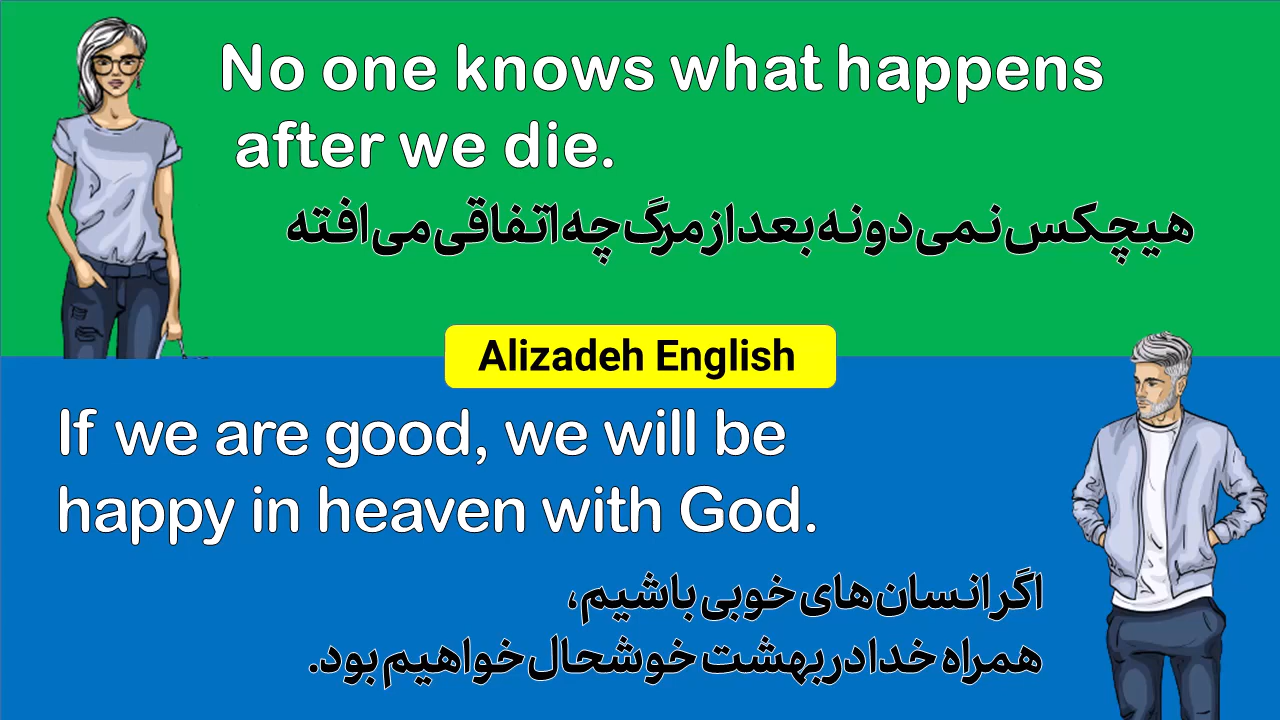 No one knows what happens
after we die.
هیچکس نمی‌دونه بعد از مرگ چه اتفاقی می‌افته
Alizadeh English
If we are good, we will be
happy in heaven with God.
اگر انسان‌های خوبی باشیم،
همراه خدا در بهشت خوشحال خواهیم بود.